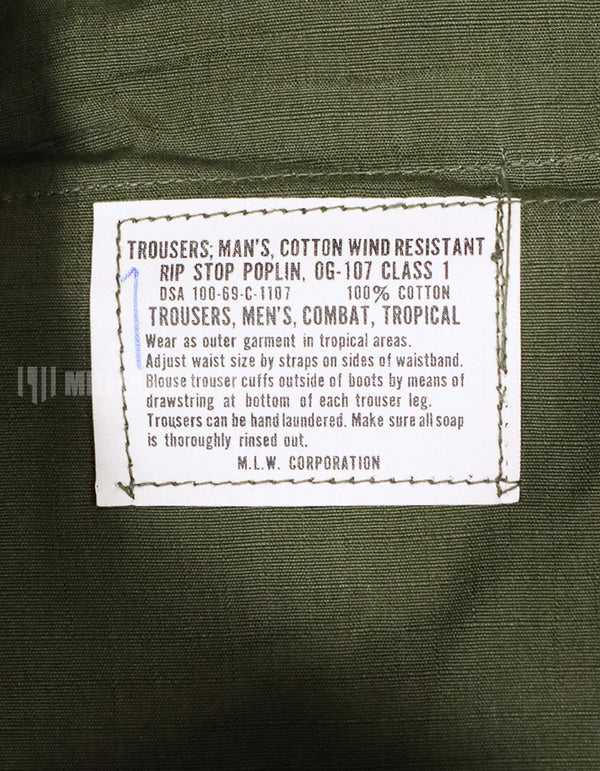 TROUSERS; MAN'S, COTTON WIND RESISTANT
RIP STOP POPLIN, OG-107 CLASS 1
DSA 100-69-C-1107 100% COTTON
TROUSERS, MEN'S, COMBAT, TROPICAL
Wear as outer garment in tropical areas.
Adjust waist size by straps on sides of waistband.
Blouse trouser cuffs outside of boots by means of
drawstring at bottom of each trouser leg.
Trousers can be hand laundered. Make sure all soap
is thoroughly rinsed out.
M.L.W. CORPORATION
1